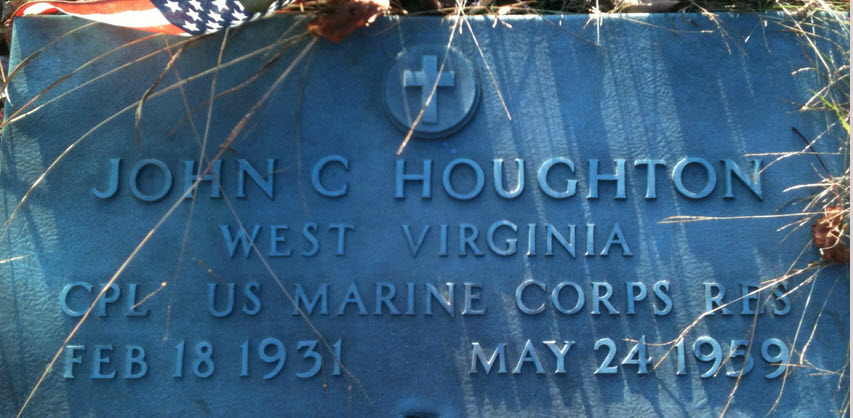 JOHN C HOUGHTON
WEST VIRGINIA
CPL US MARINE CORPS RES
FEB 18 1931 MAY 24 1959